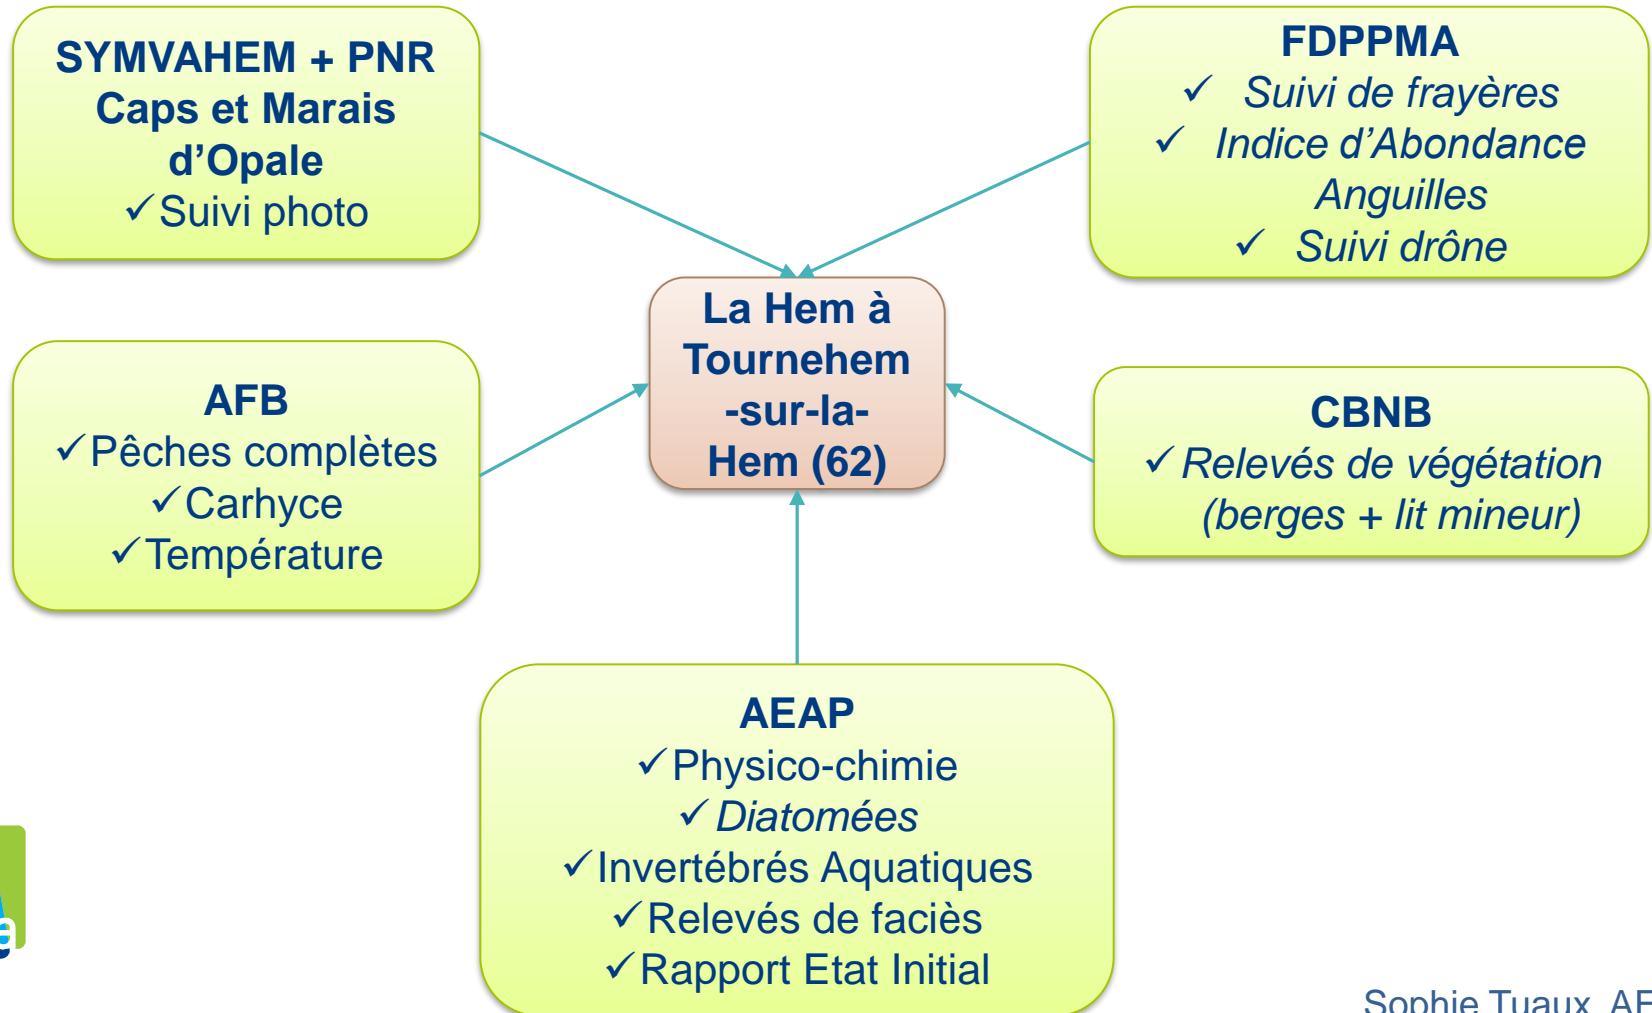 SYMVAHEM + PNR
Caps et Marais
d’Opale
✓Suivi photo
FDPPMA
✓ Suivi de frayères
✓ Indice d’Abondance
Anguilles
✓ Suivi drône
La Hem à
Tournehem
-sur-la-
Hem (62)
AFB
✓Pêches complètes
✓Carhyce
✓Température
CBNB
✓Relevés de végétation
(berges + lit mineur)
AEAP
✓Physico-chimie
✓Diatomées
✓Invertébrés Aquatiques
✓Relevés de faciès
✓Rapport Etat Initial
Sophie Tuaux